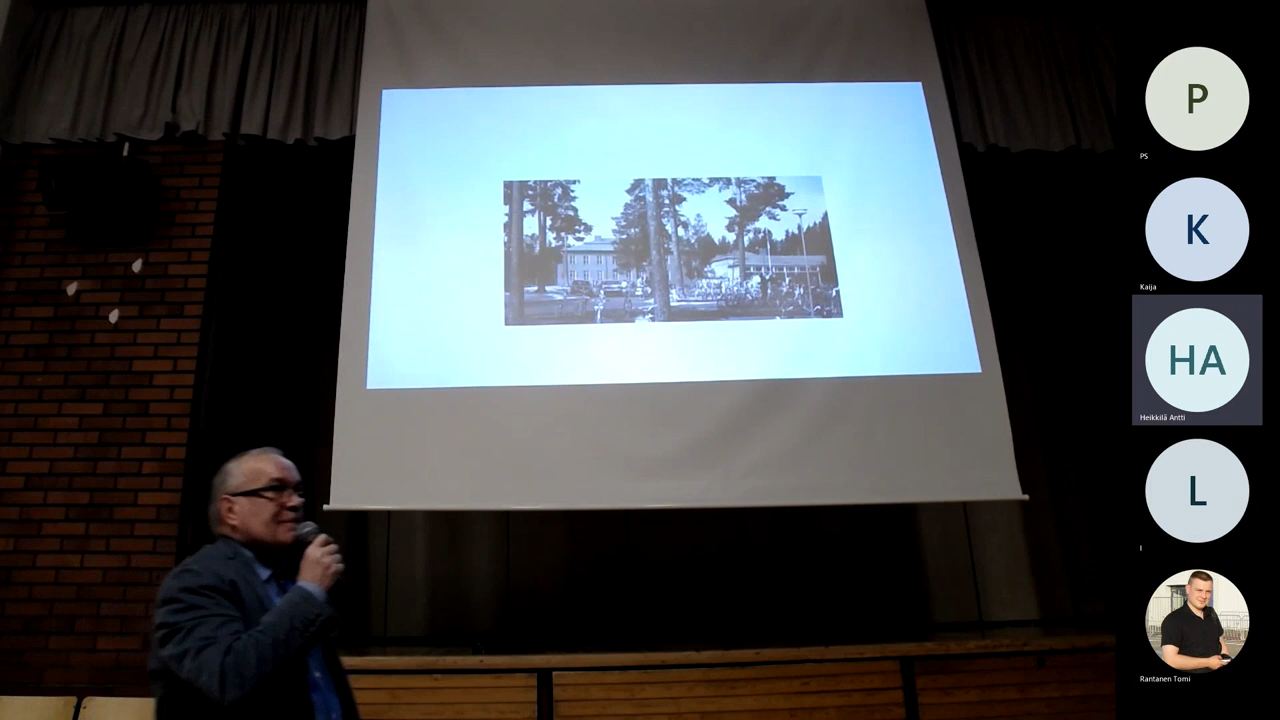 P
PS
K
Kaija
HA
Heikkilä Antti
L
l
Rantanen Tomi